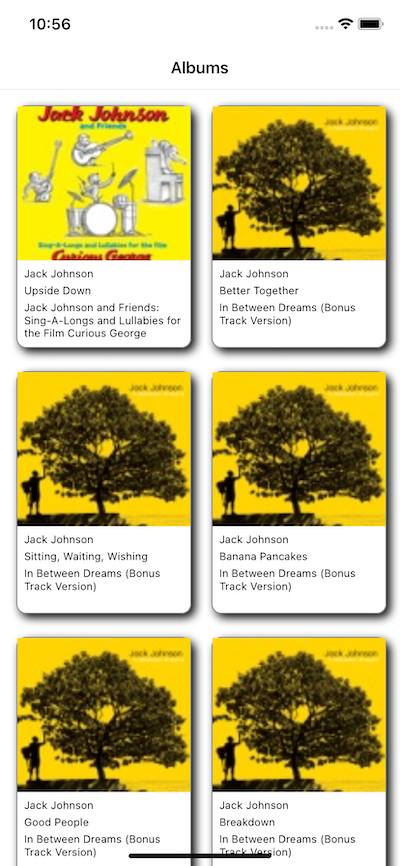 10:56
Albums
Jack Johnson
and Friends
Sing-A-Longs and Lullabies for the film
Curious George
Jack Johnson
Upside Down
Jack Johnson and Friends:
Sing-A-Longs and Lullabies for
the Film Curious George
Jack Johnson
Jack Johnson
Better Together
In Between Dreams (Bonus
Track Version)
Jack Johnson
Jack Johnson
Sitting, Waiting, Wishing
In Between Dreams (Bonus
Track Version)
Jack Johnson
Jack Johnson
Banana Pancakes
In Between Dreams (Bonus
Track Version)
Jack Johnson
Jack Johnson
Good People
In Between Dreams (Bonus
Track Version)
Jack Johnson
Jack Johnson
Breakdown
In Between Dreams (Bonus
Track Version)